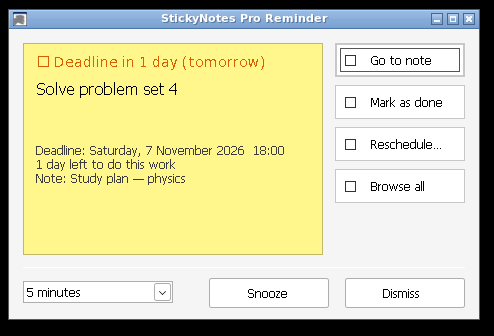 StickyNotes Pro Reminder
Deadline in 1 day (tomorrow)
Solve problem set 4
Deadline: Saturday, 7 November 2026  18:00
1 day left to do this work
Note: Study plan — physics
Go to note
Mark as done
Reschedule...
Browse all
5 minutes
Snooze
Dismiss